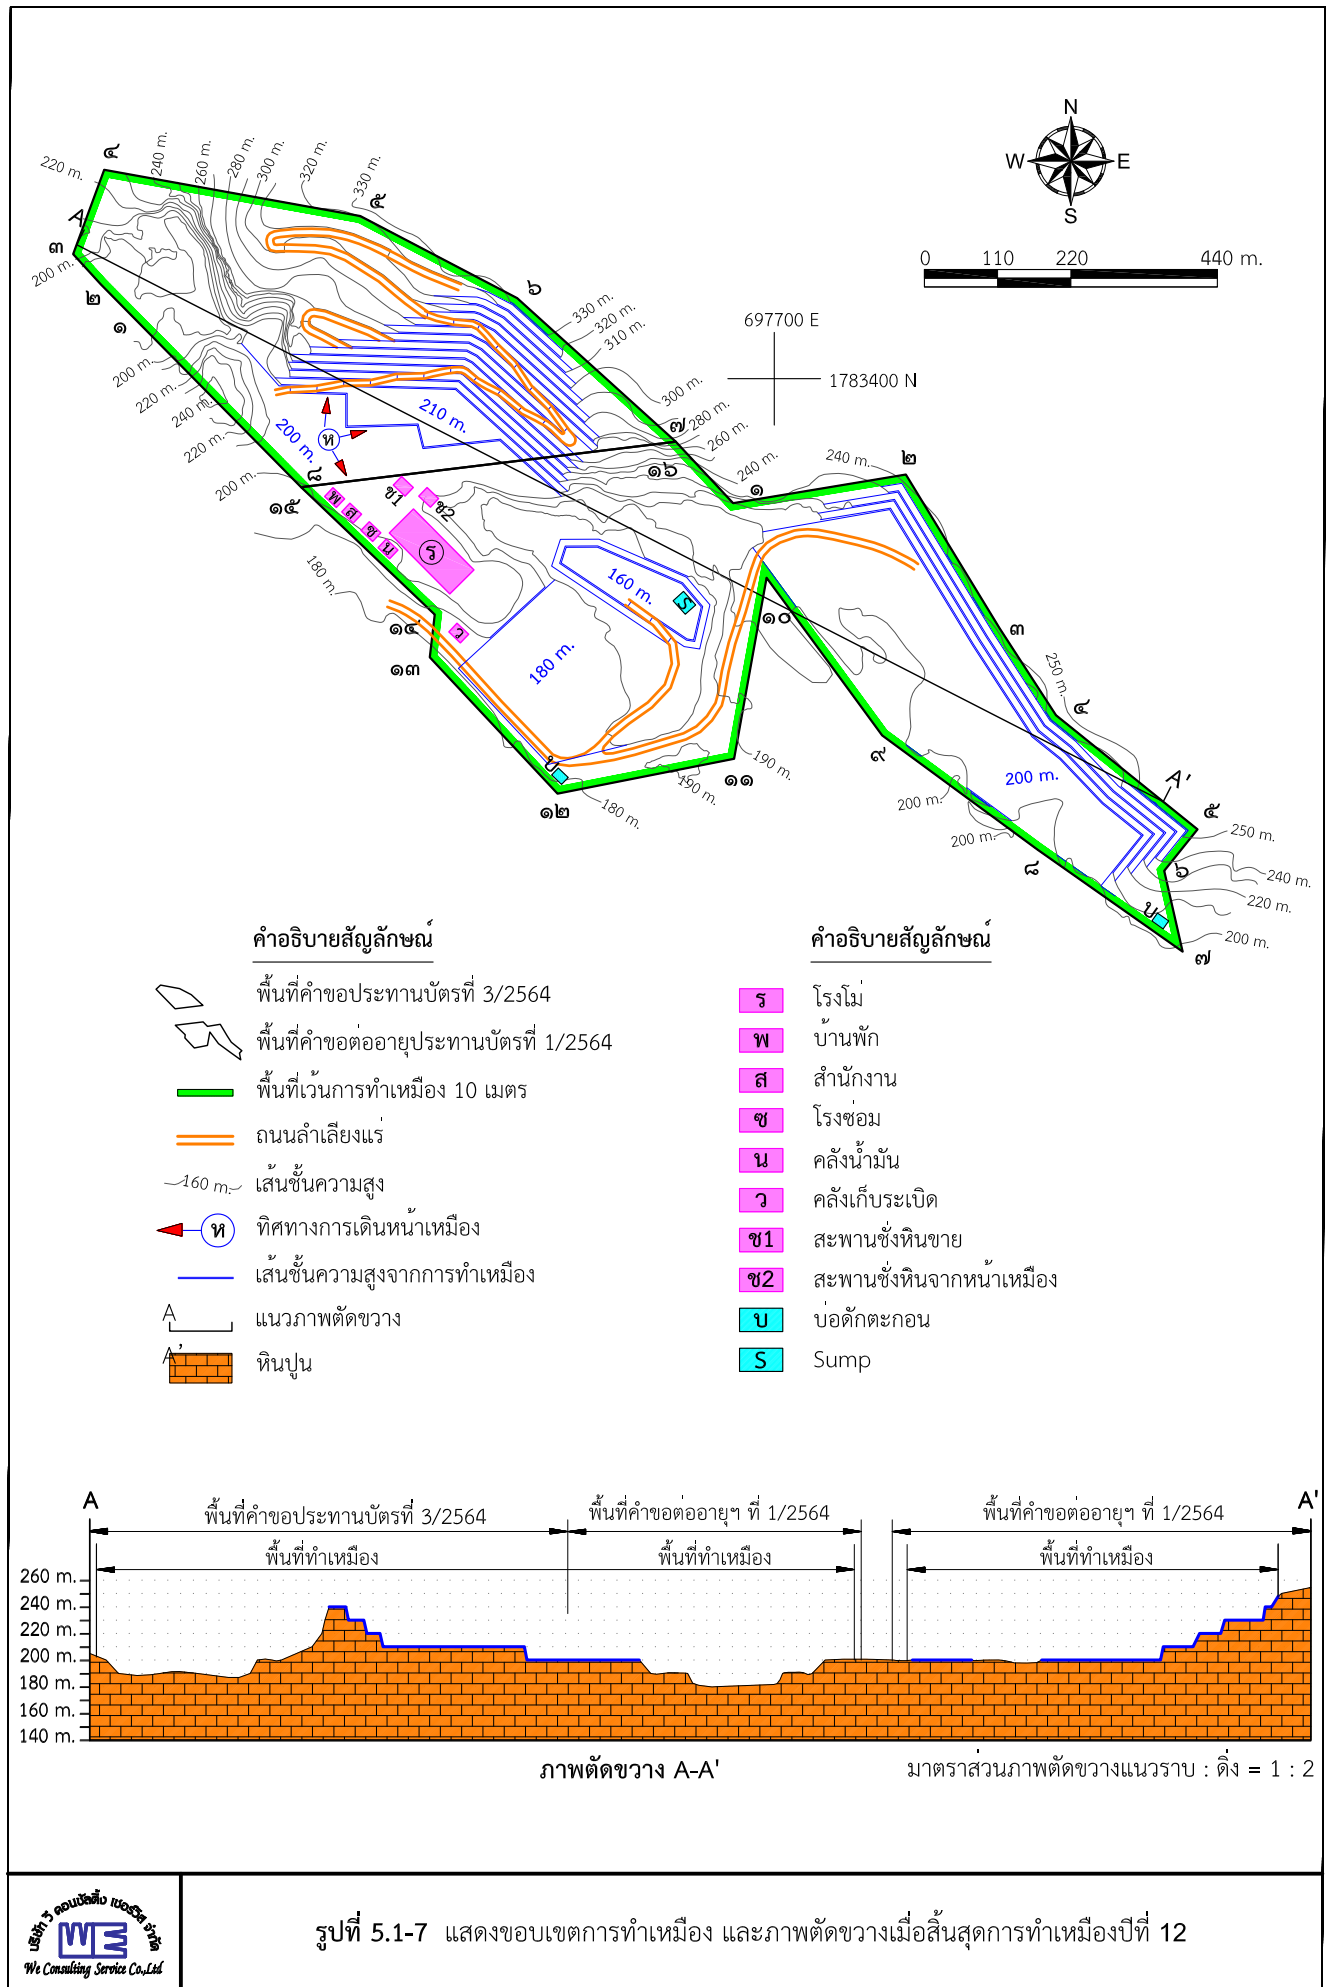 N
W E
S
0 110 220 440 m.
697700 E
1783400 N
๔
220 m.
240 m.
260 m.
280 m.
300 m.
320 m.
330 m.
๕
A
๓
200 m.
๒
๑
๖
330 m.
320 m.
310 m.
300 m.
200 m.
220 m.
240 m.
220 m.
200 m.
200 m.
210 m.
ห
๗
280 m.
260 m.
240 m.
๑๖
๘
๑๕
๑
240 m.
๒
พ
ส
ซ
น
ช1
ช2
ร
180 m.
160 m.
S
๑๔
ว
๑๓
180 m.
๑๐
๓
250 m.
๔
บ
๑๒
180 m.
190 m.
190 m.
๑๑
๙
200 m.
200 m.
200 m.
A'
๕
250 m.
๘
๖
240 m.
220 m.
บ
200 m.
๗
คำอธิบายสัญลักษณ์
พื้นที่คำขอประทานบัตรที่ 3/2564
พื้นที่คำขอต่ออายุประทานบัตรที่ 1/2564
พื้นที่เว้นการทำเหมือง 10 เมตร
ถนนลำเลียงแร่
160 m. เส้นชั้นความสูง
ห ทิศทางการเดินหน้าเหมือง
เส้นชั้นความสูงจากการทำเหมือง
A A' แนวภาพตัดขวาง
หินปูน
คำอธิบายสัญลักษณ์
ร โรงโม่
พ บ้านพัก
ส สำนักงาน
ซ โรงซ่อม
น คลังน้ำมัน
ว คลังเก็บระเบิด
ช1 สะพานชั่งหินขาย
ช2 สะพานชั่งหินจากหน้าเหมือง
บ บ่อดักตะกอน
S Sump
A A'
พื้นที่คำขอประทานบัตรที่ 3/2564 พื้นที่คำขอต่ออายุฯ ที่ 1/2564 พื้นที่คำขอต่ออายุฯ ที่ 1/2564
พื้นที่ทำเหมือง พื้นที่ทำเหมือง พื้นที่ทำเหมือง
260 m.
240 m.
220 m.
200 m.
180 m.
160 m.
140 m.
ภาพตัดขวาง A-A'
มาตราส่วนภาพตัดขวางแนวราบ : ดิ่ง = 1 : 2
บริษัท วี คอนซัลติ้ง เซอร์วิส จำกัด
WE
We Consulting Service Co.,Ltd
รูปที่ 5.1-7 แสดงขอบเขตการทำเหมือง และภาพตัดขวางเมื่อสิ้นสุดการทำเหมืองปีที่ 12